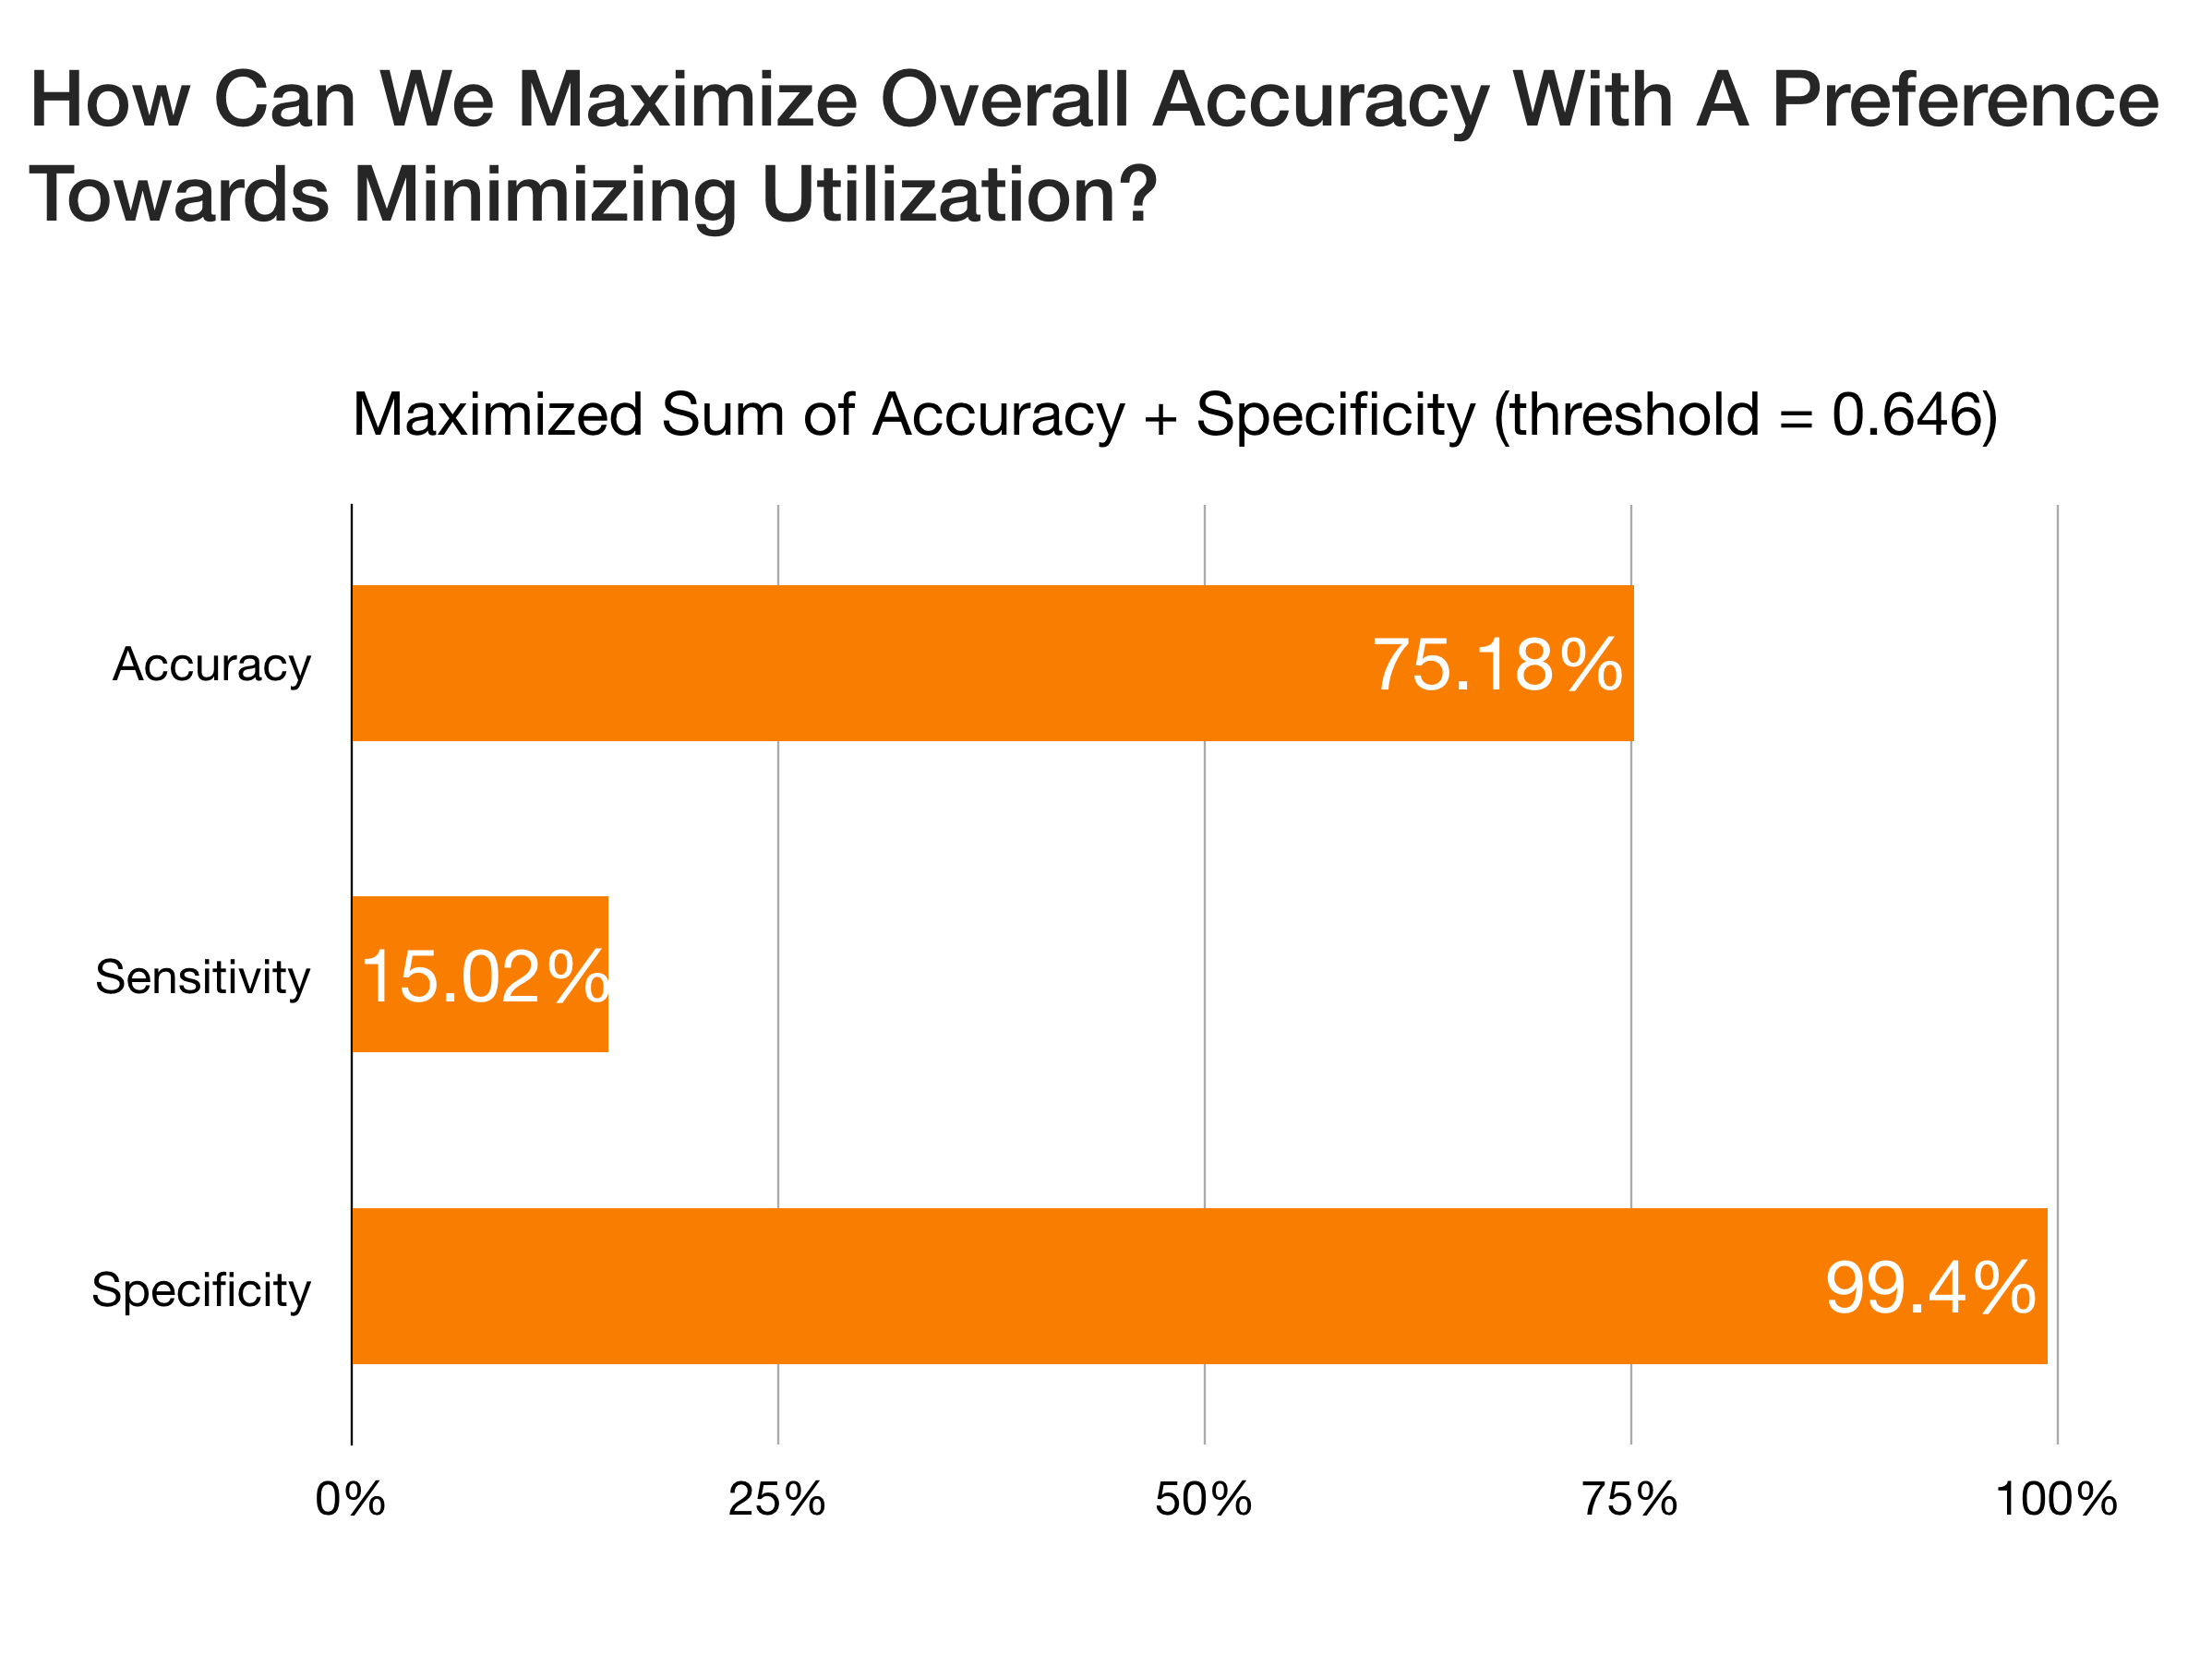 How Can We Maximize Overall Accuracy With A Preference
Towards Minimizing Utilization?
Maximized Sum of Accuracy + Specificity (threshold = 0.646)
Accuracy
75.18%
Sensitivity
15.02%
Specificity
99.4%
0%
25%
50%
75%
100%